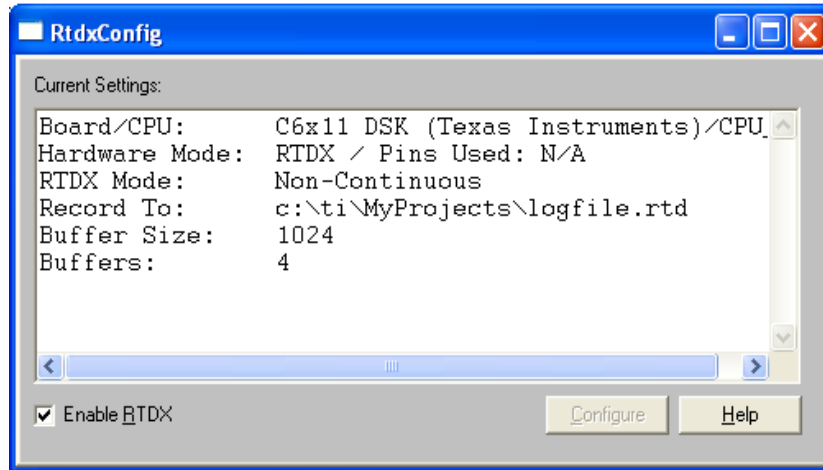 RtdxConfig
Current Settings:
Board/CPU: C6x11 DSK (Texas Instruments)/CPU_
Hardware Mode: RTDX / Pins Used: N/A
RTDX Mode: Non-Continuous
Record To: c:\ti\MyProjects\logfile.rtd
Buffer Size: 1024
Buffers: 4
Enable RTDX
Configure
Help